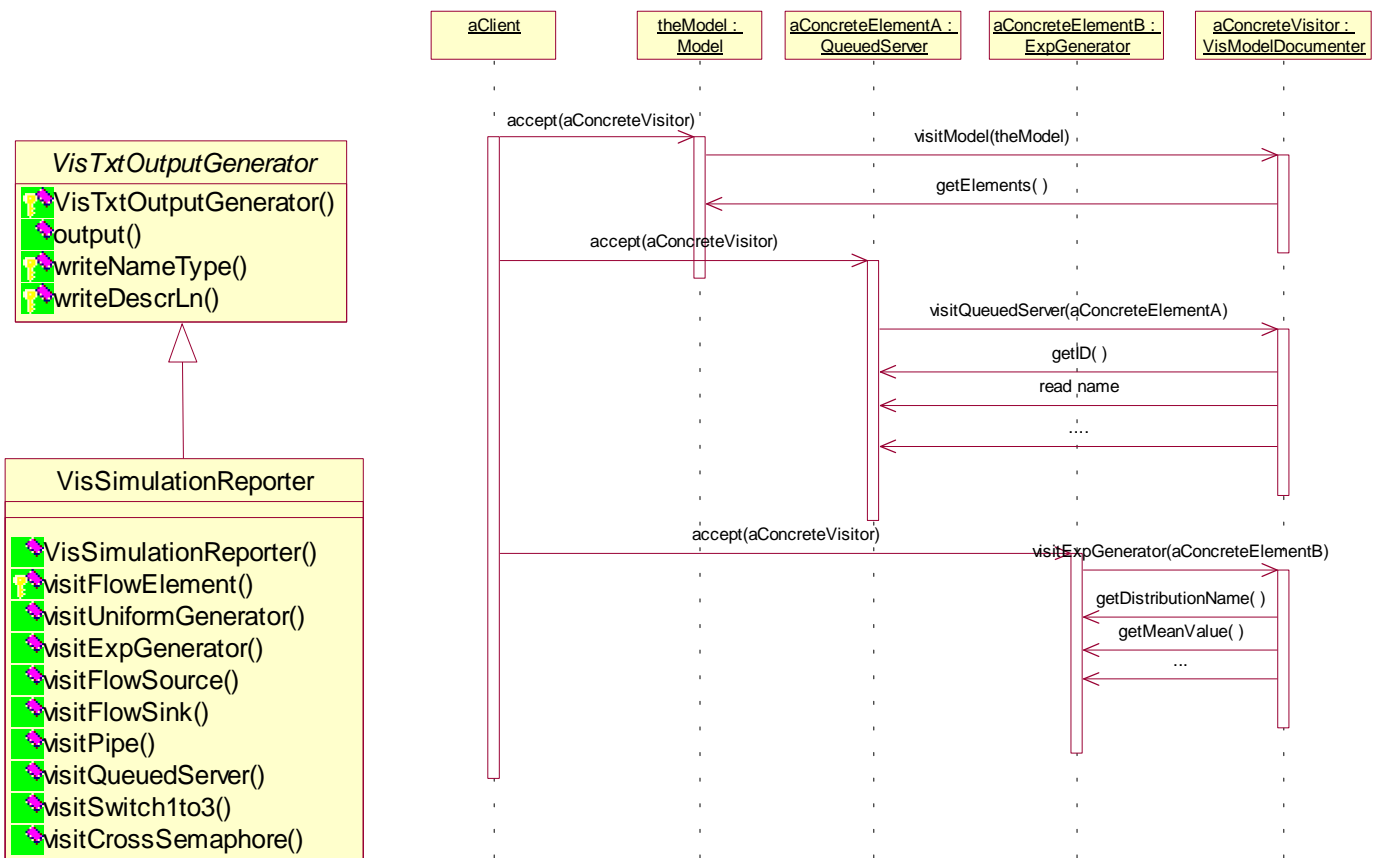 VisTxtOutputGenerator
VisTxtOutputGenerator()
output()
writeNameType()
writeDescrLn()
VisSimulationReporter
VisSimulationReporter()
visitFlowElement()
visitUniformGenerator()
visitExpGenerator()
visitFlowSource()
visitFlowSink()
visitPipe()
visitQueuedServer()
visitSwitch1to3()
visitCrossSemaphore()
aClient
theModel :
Model
aConcreteElementA :
QueuedServer
aConcreteElementB :
ExpGenerator
aConcreteVisitor :
VisModelDocumenter
accept(aConcreteVisitor)
visitModel(theModel)
getElements( )
accept(aConcreteVisitor)
visitQueuedServer(aConcreteElementA)
getID( )
read name
....
accept(aConcreteVisitor)
visitExpGenerator(aConcreteElementB)
getDistributionName( )
getMeanValue( )
...